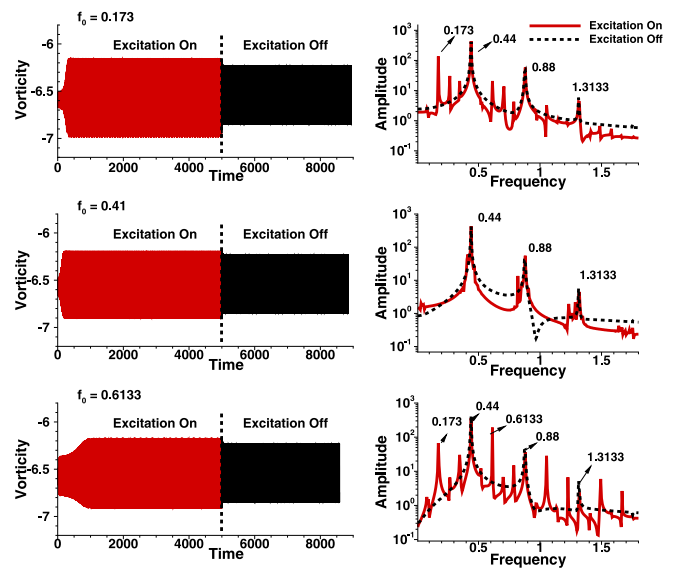 f₀ = 0.173
Excitation On
Excitation Off
Vorticity
-6
-6.5
-7
0
2000
4000
6000
8000
Time
Excitation On
Excitation Off
0.173
0.44
0.88
1.3133
Amplitude
10³
10²
10¹
10⁰
10⁻¹
0.5
1
1.5
Frequency
f₀ = 0.41
Excitation On
Excitation Off
Vorticity
-6
-6.5
-7
0
2000
4000
6000
8000
Time
0.44
0.88
1.3133
Amplitude
10³
10²
10¹
10⁰
10⁻¹
0.5
1
1.5
Frequency
f₀ = 0.6133
Excitation On
Excitation Off
Vorticity
-6
-6.5
-7
0
2000
4000
6000
8000
Time
0.173
0.44
0.6133
0.88
1.3133
Amplitude
10³
10²
10¹
10⁰
10⁻¹
0.5
1
1.5
Frequency